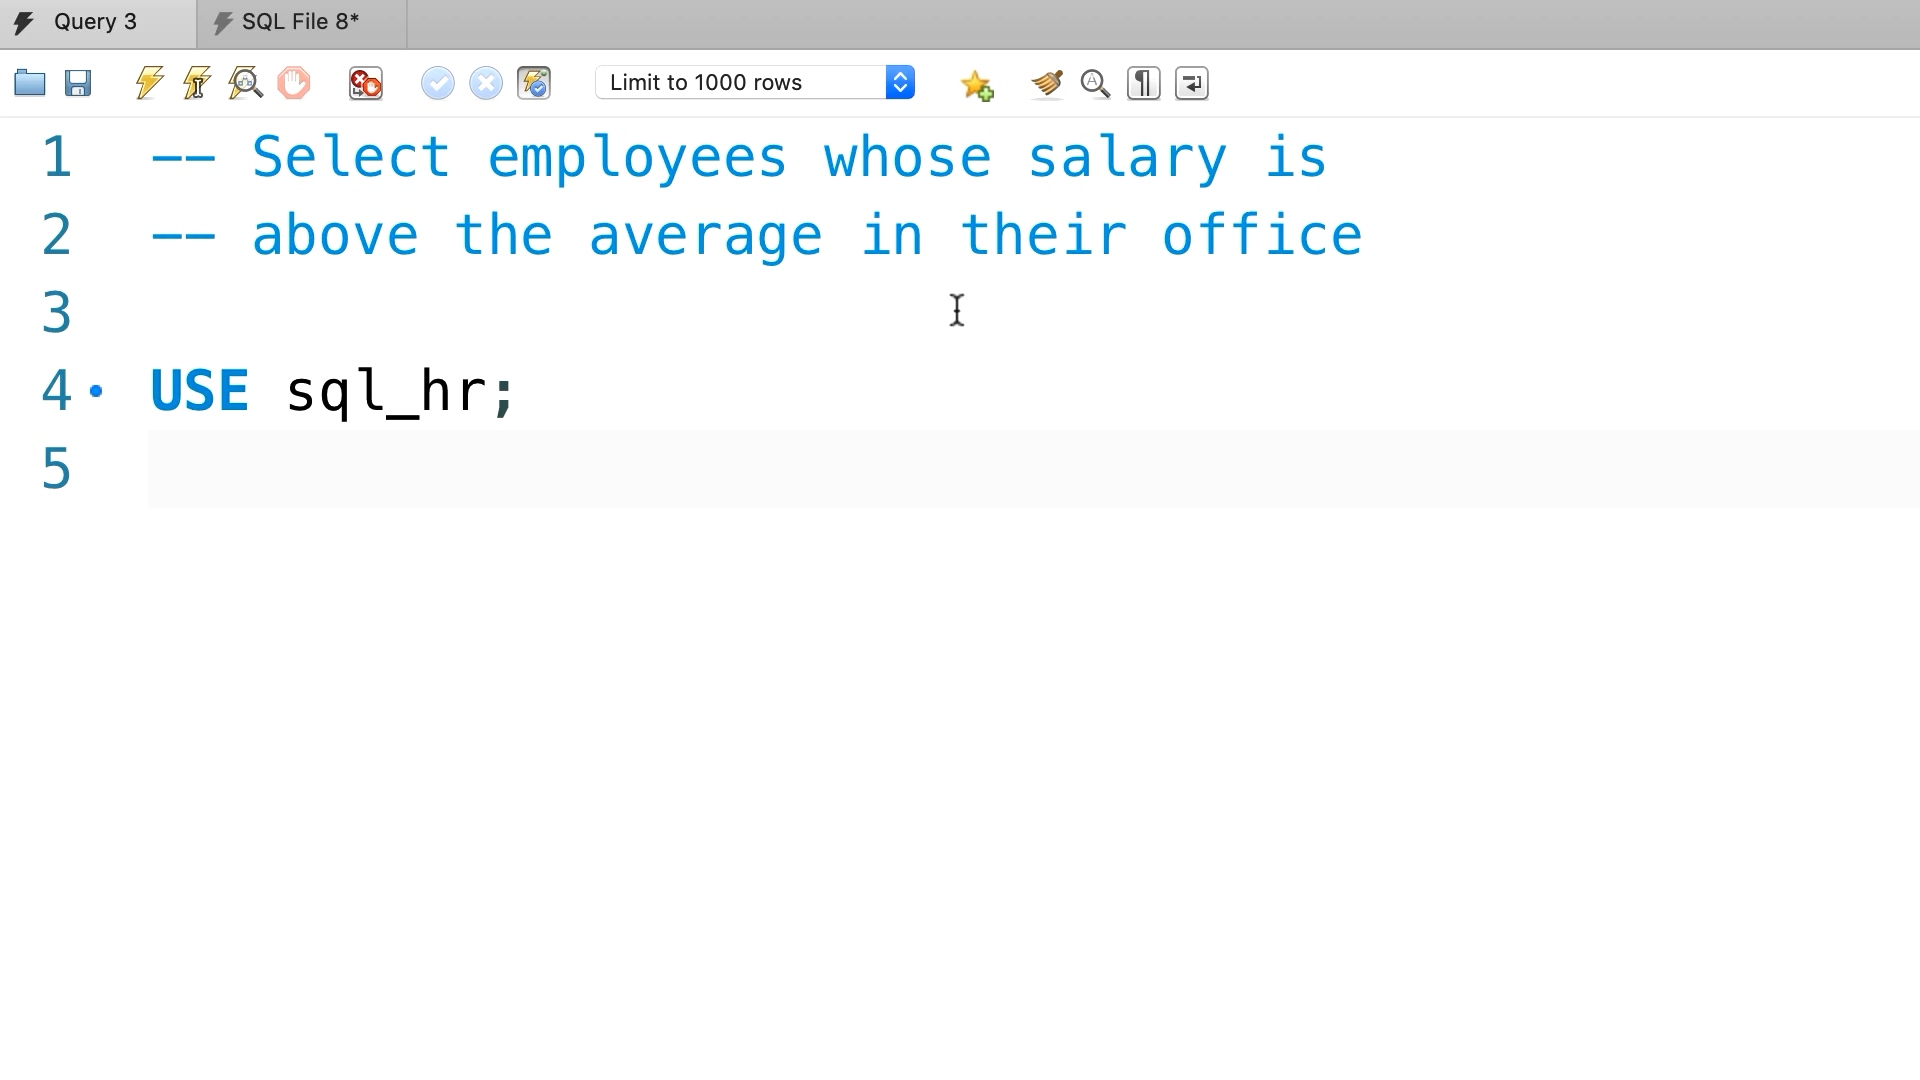 Query 3
SQL File 8*
Limit to 1000 rows
1 -- Select employees whose salary is
2 -- above the average in their office
3
4 USE sql_hr;
5